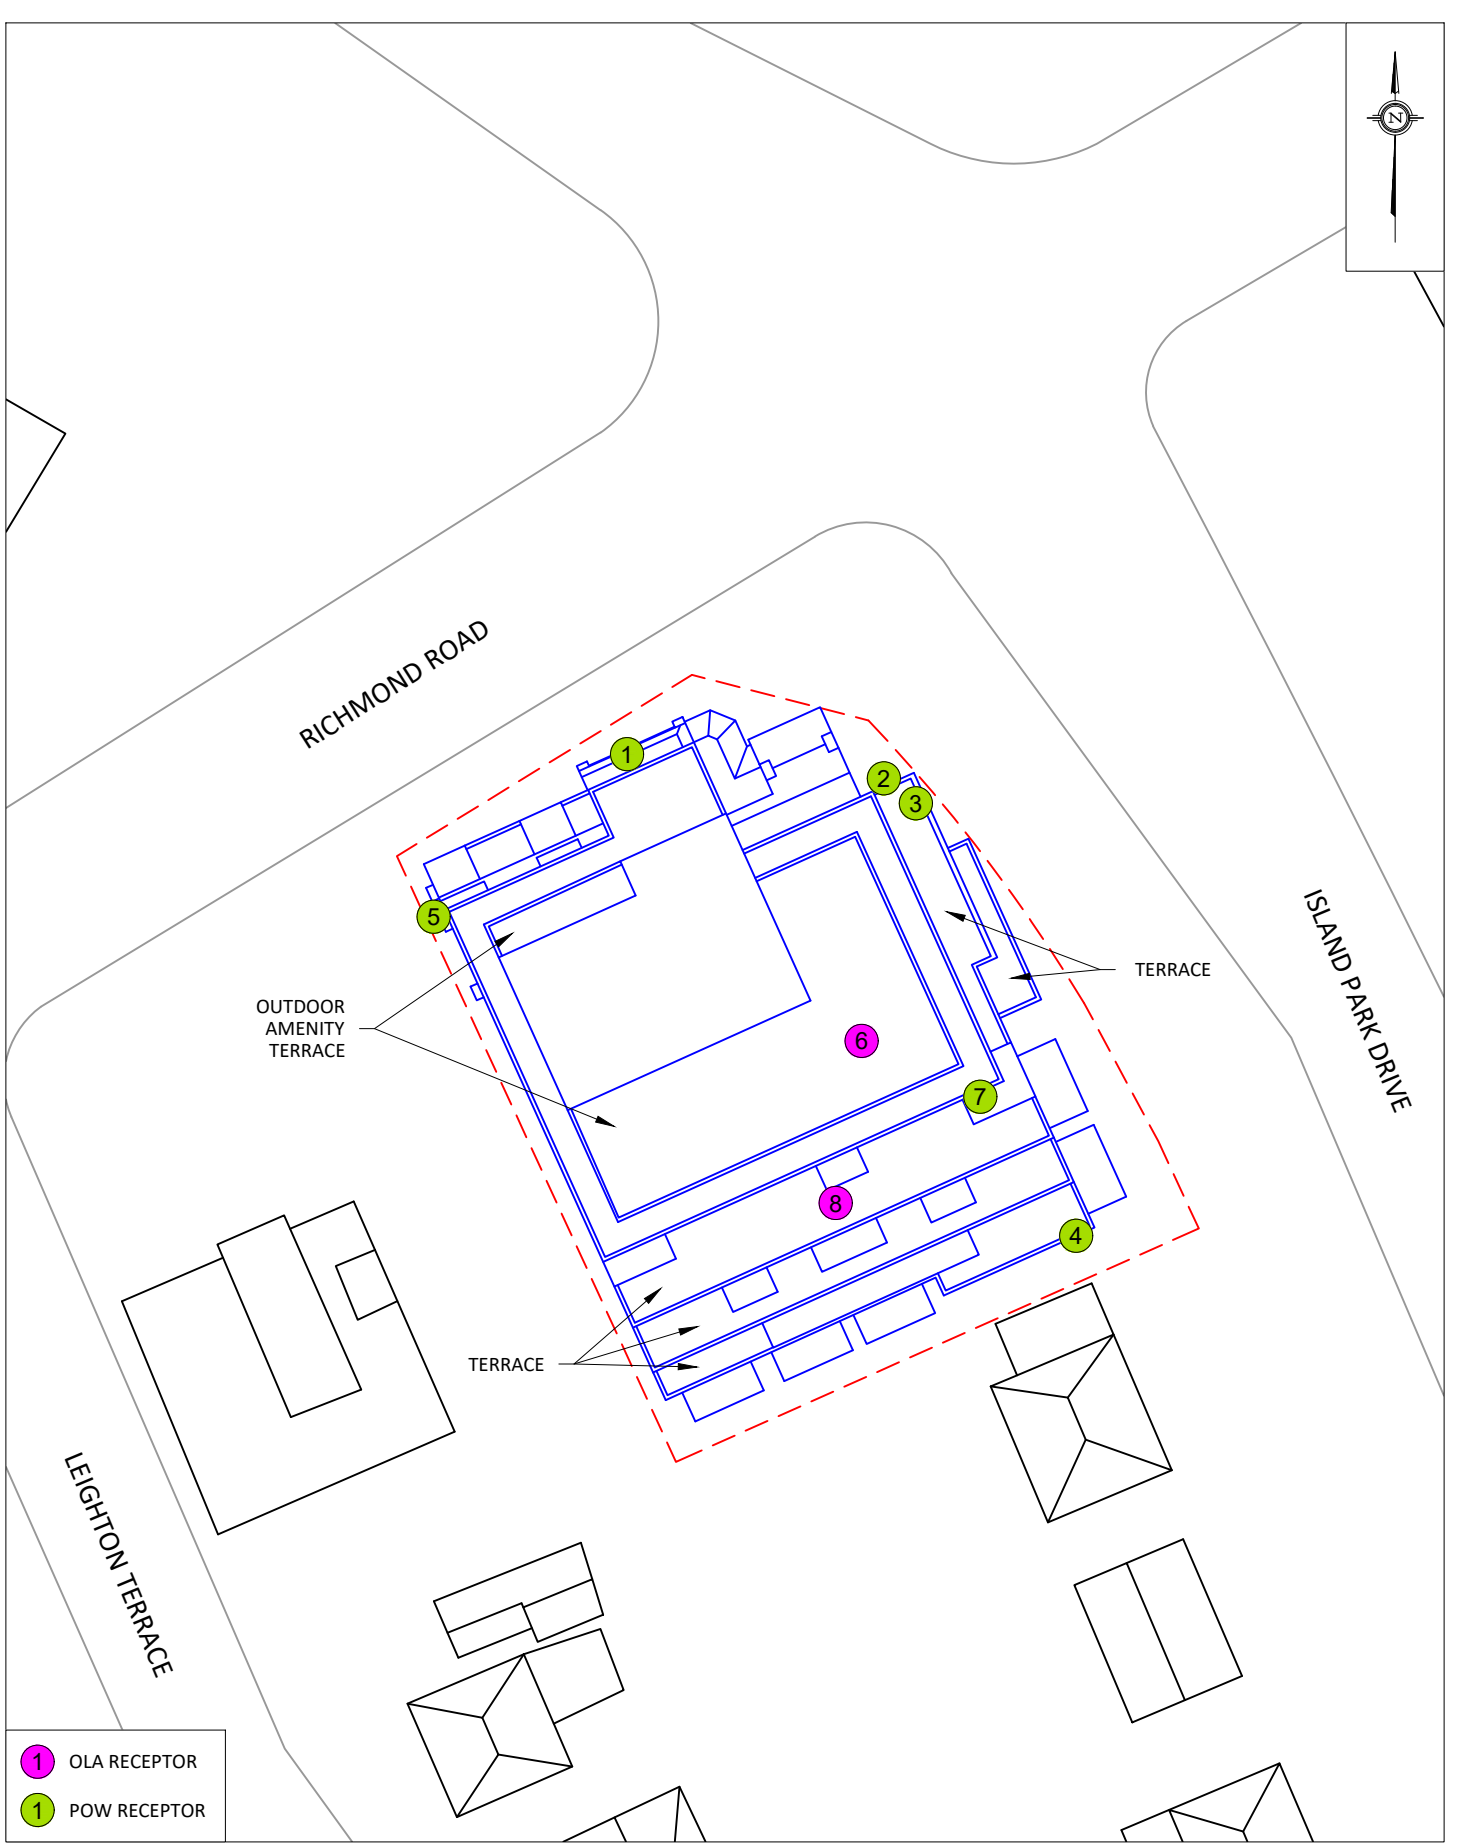 N
RICHMOND ROAD
1
2
3
5
ISLAND PARK DRIVE
TERRACE
OUTDOOR
AMENITY
TERRACE
6
7
8
4
TERRACE
LEIGHTON TERRACE
1 OLA RECEPTOR
1 POW RECEPTOR